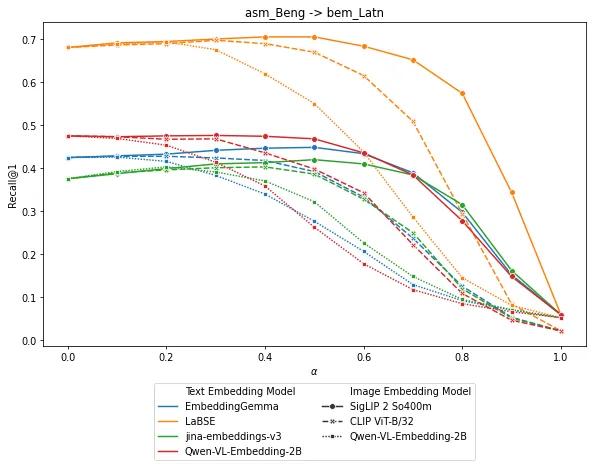 asm_Beng -> bem_Latn
Recall@1
0.7
0.6
0.5
0.4
0.3
0.2
0.1
0.0
0.0 0.2 0.4 0.6 0.8 1.0
α
Text Embedding Model Image Embedding Model
EmbeddingGemma SigLIP 2 So400m
LaBSE CLIP ViT-B/32
jina-embeddings-v3 Qwen-VL-Embedding-2B
Qwen-VL-Embedding-2B